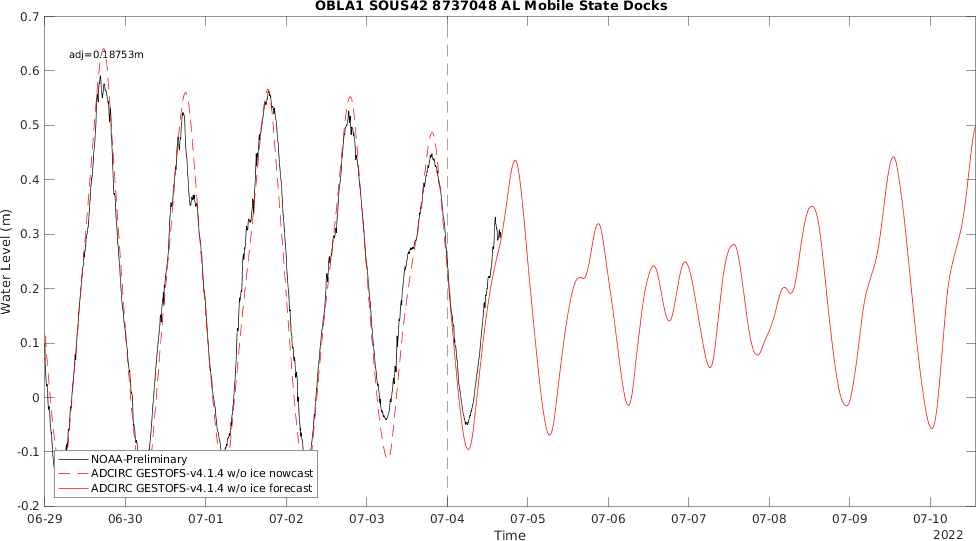 OBLA1 SOUS42 8737048 AL Mobile State Docks
adj=0.18753m
Water Level (m)
0.7
0.6
0.5
0.4
0.3
0.2
0.1
0
-0.1
-0.2
NOAA-Preliminary
ADCIRC GESTOFS-v4.1.4 w/o ice nowcast
ADCIRC GESTOFS-v4.1.4 w/o ice forecast
06-29 06-30 07-01 07-02 07-03 07-04 07-05 07-06 07-07 07-08 07-09 07-10
Time
2022